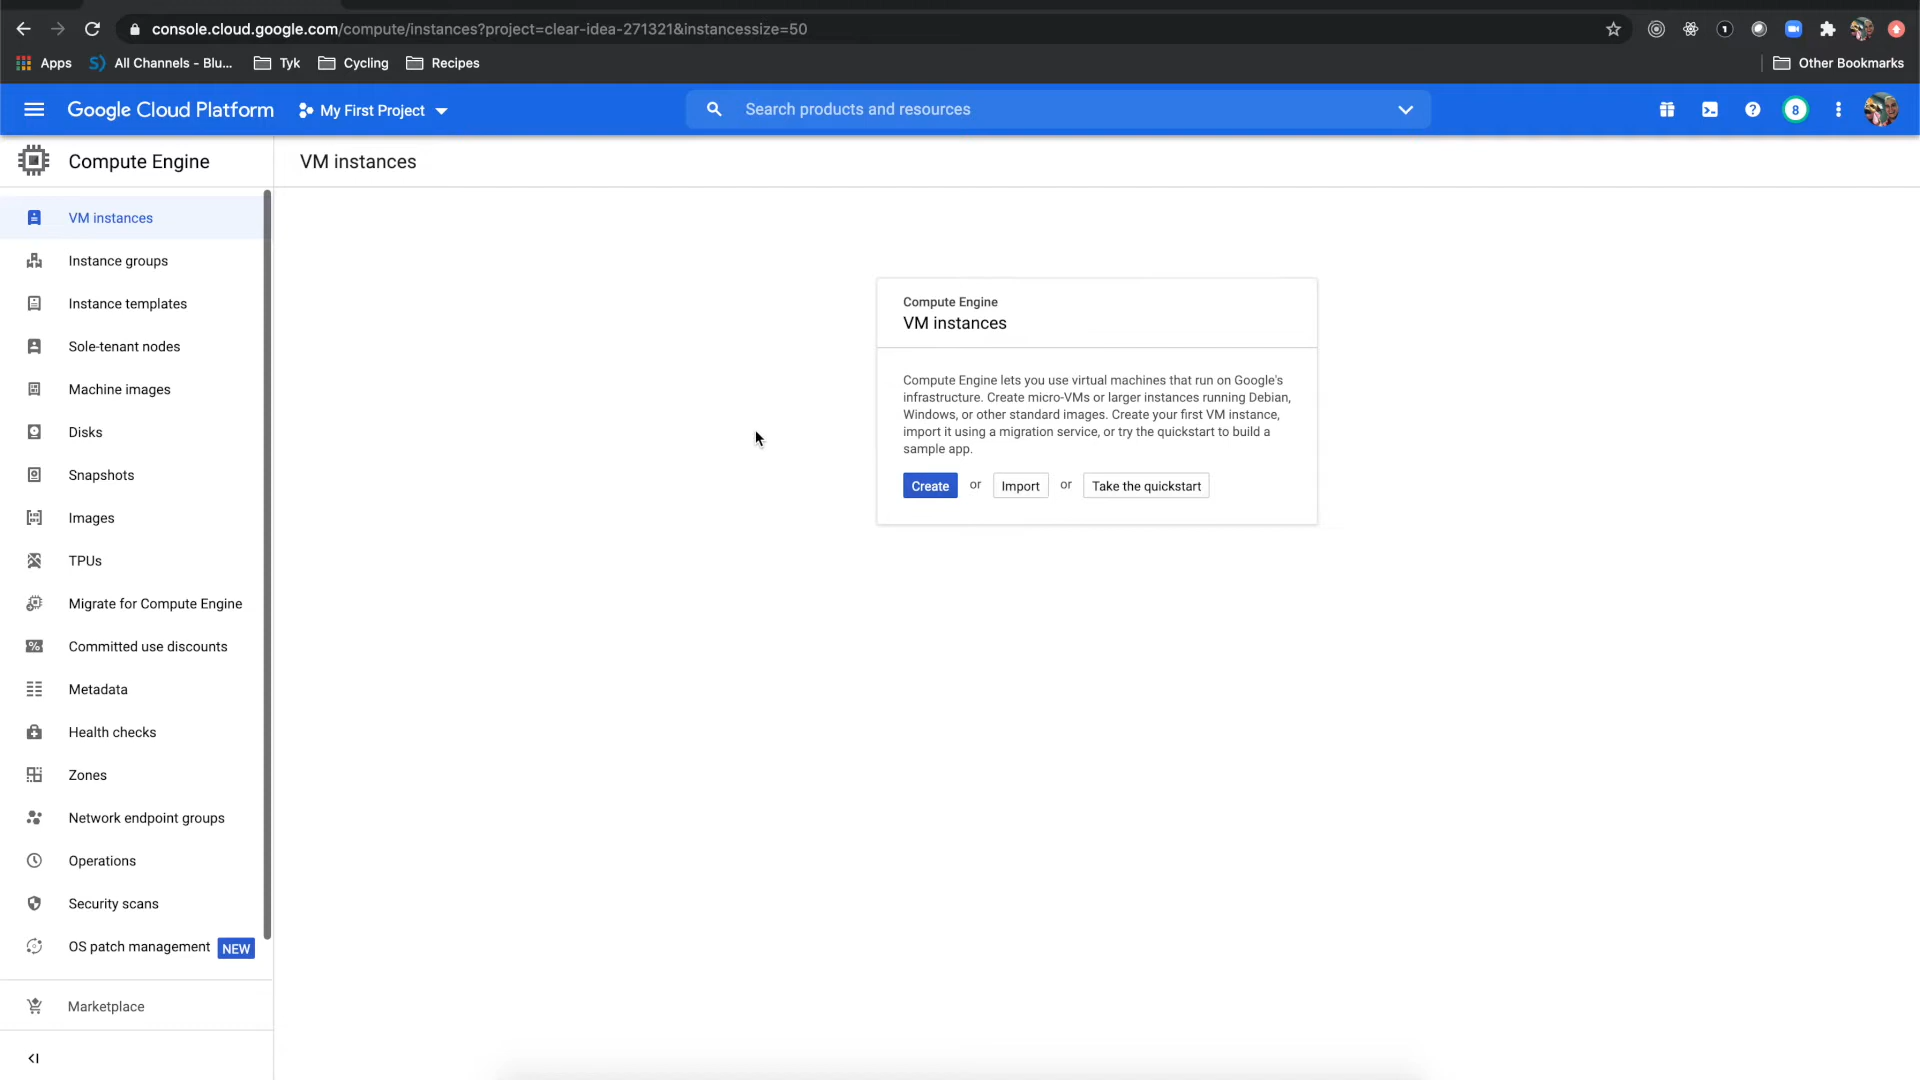 console.cloud.google.com/compute/instances?project=clear-idea-271321&instancessize=50
1
Apps
All Channels - Blu...
Tyk
Cycling
Recipes
Other Bookmarks
Google Cloud Platform
My First Project
Search products and resources
8
Compute Engine
VM instances
VM instances
Instance groups
Instance templates
Sole-tenant nodes
Machine images
Disks
Snapshots
Images
TPUs
Migrate for Compute Engine
Committed use discounts
Metadata
Health checks
Zones
Network endpoint groups
Operations
Security scans
OS patch management NEW
Marketplace
Compute Engine
VM instances
Compute Engine lets you use virtual machines that run on Google's
infrastructure. Create micro-VMs or larger instances running Debian,
Windows, or other standard images. Create your first VM instance,
import it using a migration service, or try the quickstart to build a
sample app.
Create or Import or Take the quickstart